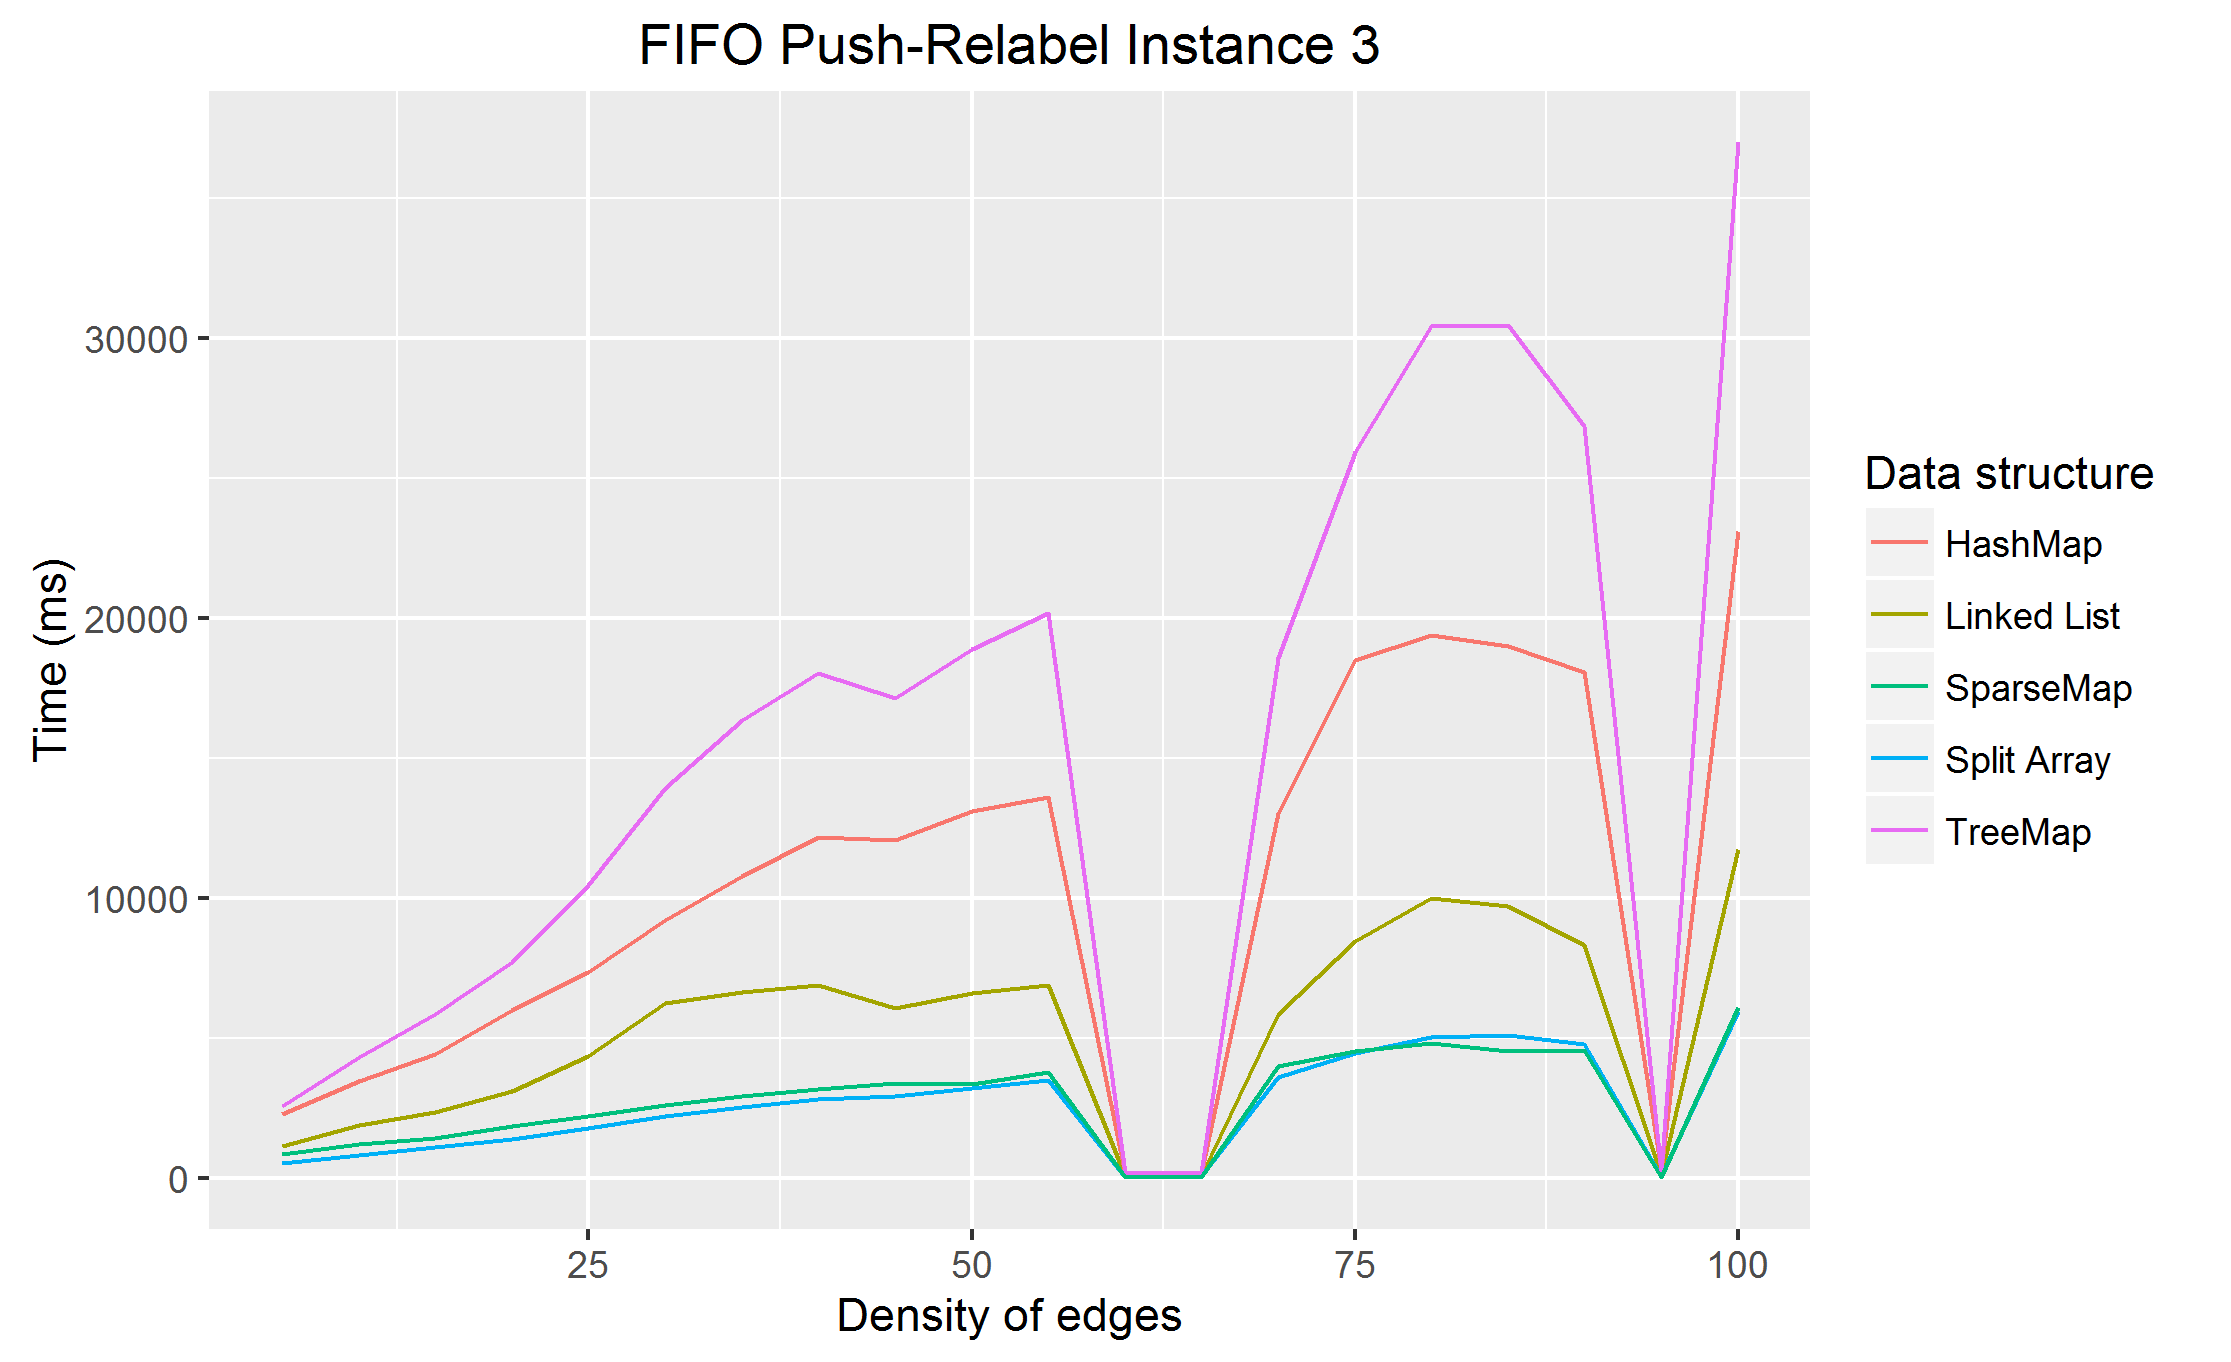 FIFO Push-Relabel Instance 3
Time (ms)
30000
20000
10000
0
25 50 75 100
Density of edges
Data structure
HashMap
Linked List
SparseMap
Split Array
TreeMap